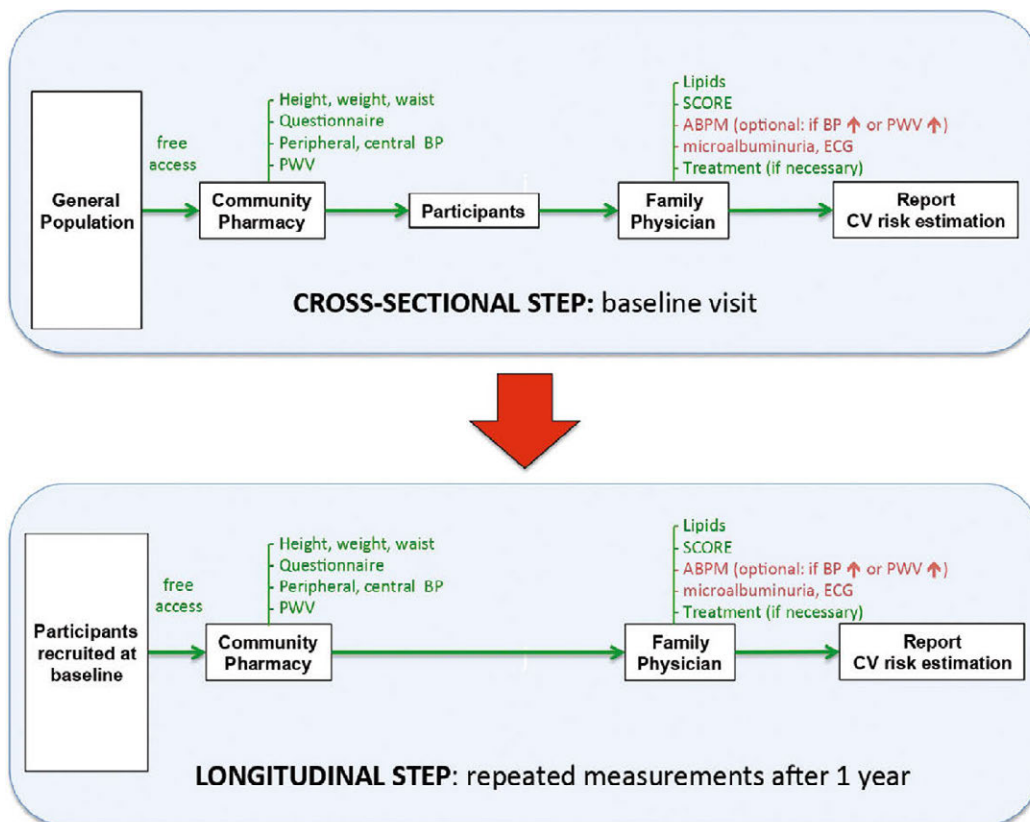 General
Population
free
access
Height, weight, waist
Questionnaire
Peripheral, central BP
PWV
Community
Pharmacy
Participants
Lipids
SCORE
ABPM (optional: if BP ↑ or PWV ↑)
microalbuminuria, ECG
Treatment (if necessary)
Family
Physician
Report
CV risk estimation
CROSS-SECTIONAL STEP: baseline visit
Participants
recruited at
baseline
free
access
Height, weight, waist
Questionnaire
Peripheral, central BP
PWV
Community
Pharmacy
Lipids
SCORE
ABPM (optional: if BP ↑ or PWV ↑)
microalbuminuria, ECG
Treatment (if necessary)
Family
Physician
Report
CV risk estimation
LONGITUDINAL STEP: repeated measurements after 1 year